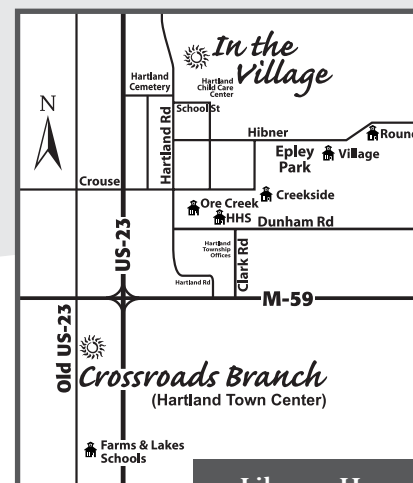 In the
Village
Hartland
Cemetery
Hartland
Child Care
Center
School St
N
Hartland Rd
Hibner
Round
Epley
Park
Village
Crouse
Creekside
Ore Creek
HHS
Dunham Rd
US-23
Hartland
Township
Offices
Clark Rd
Hartland Rd
M-59
Old US-23
Crossroads Branch
(Hartland Town Center)
Farms & Lakes
Schools